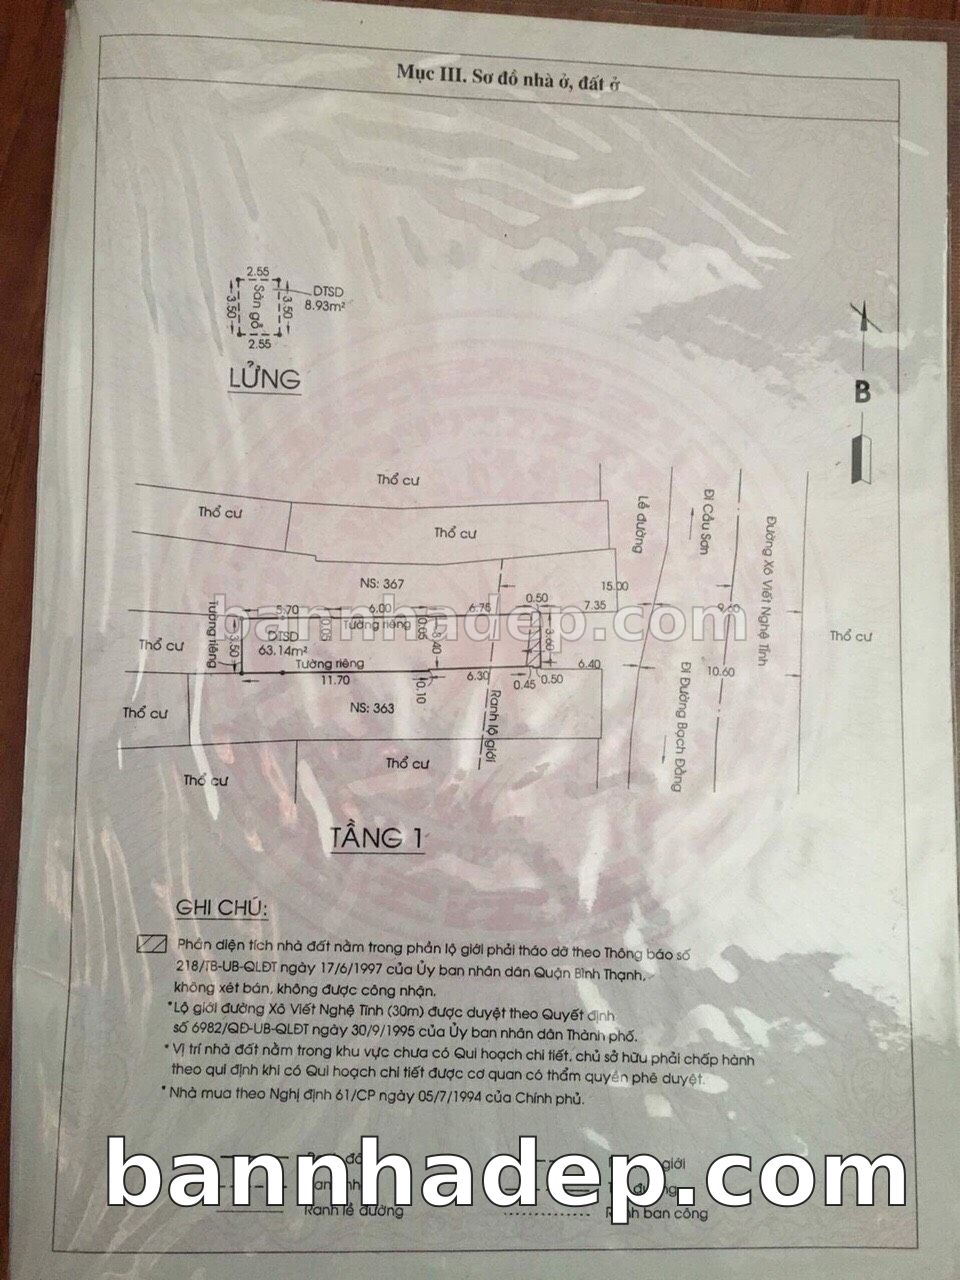 Mục III. Sơ đồ nhà ở, đất ở
2.55
DTSD
8.93m²
3.50
Sàn gỗ
3.50
2.55
LỬNG
B
Thổ cư
Thổ cư
Thổ cư
Lề đường
Đi Cầu Sơn
Đường Xô Viết Nghệ Tĩnh
NS: 367
15.00
0.50
5.70
6.00
6.75
7.35
9.60
bannhadep.com
Tường riêng
3.50
DTSD
63.14m²
0.05
Tường riêng
0.05
3.40
3.60
Thổ cư
Thổ cư
Tường riêng
11.70
0.10
6.30
0.45
0.50
6.40
10.60
Thổ cư
NS: 363
Ranh lộ giới
Đi Đường Bạch Đằng
Thổ cư
Thổ cư
TẦNG 1
GHI CHÚ:
Phần diện tích nhà đất nằm trong phần lộ giới phải tháo dỡ theo Thông báo số
218/TB-UB-QLĐT ngày 17/6/1997 của Ủy ban nhân dân Quận Bình Thạnh,
không xét bán, không được công nhận.
*Lộ giới đường Xô Viết Nghệ Tĩnh (30m) được duyệt theo Quyết định
số 6982/QĐ-UB-QLĐT ngày 30/9/1995 của Ủy ban nhân dân Thành phố.
* Vị trí nhà đất nằm trong khu vực chưa có Qui hoạch chi tiết, chủ sở hữu phải chấp hành
theo qui định khi có Qui hoạch chi tiết được cơ quan có thẩm quyền phê duyệt.
* Nhà mua theo Nghị định 61/CP ngày 05/7/1994 của Chính phủ.
giới
bannhadep.com
Ranh lề đường
Ranh ban công